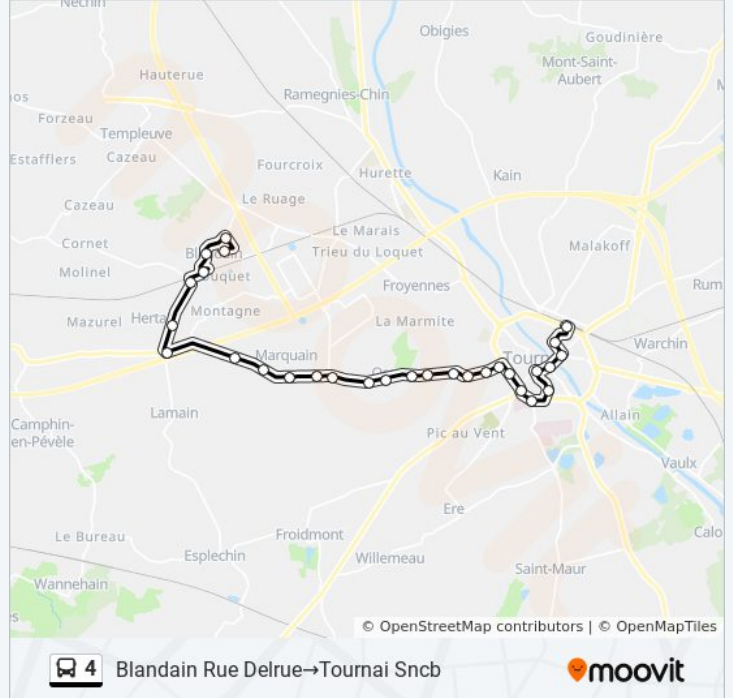 Néchin
Obigies
Goudinière
Mont-Saint-
Aubert
Hauterue
Ramegnies-Chin
Forzeau
Templeuve
Estafflers
Cazeau
Fourcroix
Hurette
Kain
Cazeau
Le Ruage
Le Marais
Cornet
Trieu du Loquet
Malakoff
Molinel
Froyennes
Rum
Montagne
Mazurel
Herta
La Marmite
Warchin
Marquain
Tourn
Lamain
Allain
Camphin-
en-Pévèle
Pic au Vent
Vaulx
Ere
Calo
Le Bureau
Froidmont
Esplechin
Willemeau
Saint-Maur
Wannehain
© OpenStreetMap contributors | © OpenMapTiles
4 Blandain Rue Delrue→Tournai Sncb
moovit